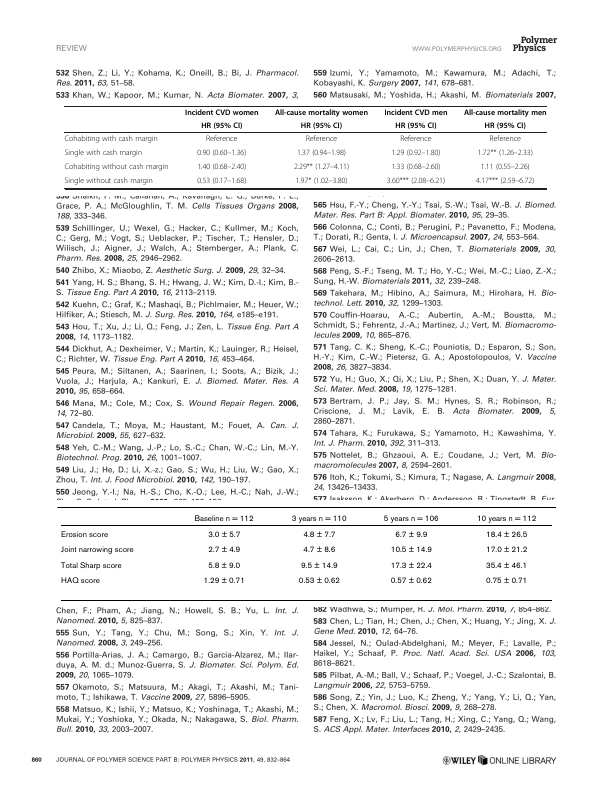 REVIEW
WWW.POLYMERPHYSICS.ORG
Polymer
Physics
532 Shen, Z.; Li, Y.; Kohama, K.; Oneill, B.; Bi, J. Pharmacol.
Res. 2011, 63, 51–58.
533 Khan, W.; Kapoor, M.; Kumar, N. Acta Biomater. 2007, 3,
559 Izumi, Y.; Yamamoto, M.; Kawamura, M.; Adachi, T.;
Kobayashi, K. Surgery 2007, 141, 678–681.
560 Matsusaki, M.; Yoshida, H.; Akashi, M. Biomaterials 2007,
Incident CVD women All-cause mortality women Incident CVD men All-cause mortality men
HR (95% CI) HR (95% CI) HR (95% CI) HR (95% CI)
Cohabiting with cash margin Reference Reference Reference Reference
Single with cash margin 0.90 (0.60–1.36) 1.37 (0.94–1.98) 1.29 (0.92–1.80) 1.72** (1.26–2.33)
Cohabiting without cash margin 1.40 (0.68–2.40) 2.29** (1.27–4.11) 1.33 (0.68–2.60) 1.11 (0.55–2.26)
Single without cash margin 0.53 (0.17–1.68) 1.97* (1.02–3.80) 3.60*** (2.08–6.21) 4.17*** (2.59–6.72)
Grace, P. A.; McGloughlin, T. M. Cells Tissues Organs 2008,
188, 333–346.
539 Schillinger, U.; Wexel, G.; Hacker, C.; Kullmer, M.; Koch,
C.; Gerg, M.; Vogt, S.; Ueblacker, P.; Tischer, T.; Hensler, D.;
Wilisch, J.; Aigner, J.; Walch, A.; Stemberger, A.; Plank, C.
Pharm. Res. 2008, 25, 2946–2962.
540 Zhibo, X.; Miaobo, Z. Aesthetic Surg. J. 2009, 29, 32–34.
541 Yang, H. S.; Bhang, S. H.; Hwang, J. W.; Kim, D.-I.; Kim, B.-
S. Tissue Eng. Part A 2010, 16, 2113–2119.
542 Kuehn, C.; Graf, K.; Mashaqi, B.; Pichlmaier, M.; Heuer, W.;
Hilfiker, A.; Stiesch, M. J. Surg. Res. 2010, 164, e185–e191.
543 Hou, T.; Xu, J.; Li, Q.; Feng, J.; Zen, L. Tissue Eng. Part A
2008, 14, 1173–1182.
544 Dickhut, A.; Dexheimer, V.; Martin, K.; Lauinger, R.; Heisel,
C.; Richter, W. Tissue Eng. Part A 2010, 16, 453–464.
545 Peura, M.; Siltanen, A.; Saarinen, I.; Soots, A.; Bizik, J.;
Vuola, J.; Harjula, A.; Kankuri, E. J. Biomed. Mater. Res. A
2010, 95, 658–664.
546 Mana, M.; Cole, M.; Cox, S. Wound Repair Regen. 2006,
14, 72–80.
547 Candela, T.; Moya, M.; Haustant, M.; Fouet, A. Can. J.
Microbiol. 2009, 55, 627–632.
548 Yeh, C.-M.; Wang, J.-P.; Lo, S.-C.; Chan, W.-C.; Lin, M.-Y.
Biotechnol. Prog. 2010, 26, 1001–1007.
549 Liu, J.; He, D.; Li, X.-z.; Gao, S.; Wu, H.; Liu, W.; Gao, X.;
Zhou, T. Int. J. Food Microbiol. 2010, 142, 190–197.
550 Jeong, Y.-I.; Na, H.-S.; Cho, K.-O.; Lee, H.-C.; Nah, J.-W.;
565 Hsu, F.-Y.; Cheng, Y.-Y.; Tsai, S.-W.; Tsai, W.-B. J. Biomed.
Mater. Res. Part B: Appl. Biomater. 2010, 95, 29–35.
566 Colonna, C.; Conti, B.; Perugini, P.; Pavanetto, F.; Modena,
T.; Dorati, R.; Genta, I. J. Microencapsul. 2007, 24, 553–564.
567 Wei, L.; Cai, C.; Lin, J.; Chen, T. Biomaterials 2009, 30,
2606–2613.
568 Peng, S.-F.; Tseng, M. T.; Ho, Y.-C.; Wei, M.-C.; Liao, Z.-X.;
Sung, H.-W. Biomaterials 2011, 32, 239–248.
569 Takehara, M.; Hibino, A.; Saimura, M.; Hirohara, H. Bio-
technol. Lett. 2010, 32, 1299–1303.
570 Couffin-Hoarau, A.-C.; Aubertin, A.-M.; Boustta, M.;
Schmidt, S.; Fehrentz, J.-A.; Martinez, J.; Vert, M. Biomacromo-
lecules 2009, 10, 865–876.
571 Tang, C. K.; Sheng, K.-C.; Pouniotis, D.; Esparon, S.; Son,
H.-Y.; Kim, C.-W.; Pietersz, G. A.; Apostolopoulos, V. Vaccine
2008, 26, 3827–3834.
572 Yu, H.; Guo, X.; Qi, X.; Liu, P.; Shen, X.; Duan, Y. J. Mater.
Sci. Mater. Med. 2008, 19, 1275–1281.
573 Bertram, J. P.; Jay, S. M.; Hynes, S. R.; Robinson, R.;
Criscione, J. M.; Lavik, E. B. Acta Biomater. 2009, 5,
2860–2871.
574 Tahara, K.; Furukawa, S.; Yamamoto, H.; Kawashima, Y.
Int. J. Pharm. 2010, 392, 311–313.
575 Nottelet, B.; Ghzaoui, A. E.; Coudane, J.; Vert, M. Bio-
macromolecules 2007, 8, 2594–2601.
576 Itoh, K.; Tokumi, S.; Kimura, T.; Nagase, A. Langmuir 2008,
24, 13426–13433.
577 Isaksson, K.; Akerberg, D.; Andersson, R.; Tingstedt, B. Eur.
Baseline n = 112 3 years n = 110 5 years n = 106 10 years n = 112
Erosion score 3.0 ± 5.7 4.8 ± 7.7 6.7 ± 9.9 18.4 ± 26.5
Joint narrowing score 2.7 ± 4.9 4.7 ± 8.6 10.5 ± 14.9 17.0 ± 21.2
Total Sharp score 5.8 ± 9.0 9.5 ± 14.9 17.3 ± 22.4 35.4 ± 46.1
HAQ score 1.29 ± 0.71 0.53 ± 0.62 0.57 ± 0.62 0.75 ± 0.71
Chen, F.; Pham, A.; Jiang, N.; Howell, S. B.; Yu, L. Int. J.
Nanomed. 2010, 5, 825–837.
555 Sun, Y.; Tang, Y.; Chu, M.; Song, S.; Xin, Y. Int. J.
Nanomed. 2008, 3, 249–256.
556 Portilla-Arias, J. A.; Camargo, B.; Garcia-Alzarez, M.; Ilar-
duya, A. M. d.; Munoz-Guerra, S. J. Biomater. Sci. Polym. Ed.
2009, 20, 1065–1079.
557 Okamoto, S.; Matsuura, M.; Akagi, T.; Akashi, M.; Tani-
moto, T.; Ishikawa, T. Vaccine 2009, 27, 5896–5905.
558 Matsuo, K.; Ishii, Y.; Matsuo, K.; Yoshinaga, T.; Akashi, M.;
Mukai, Y.; Yoshioka, Y.; Okada, N.; Nakagawa, S. Biol. Pharm.
Bull. 2010, 33, 2003–2007.
582 Wadhwa, S.; Mumper, R. J. Mol. Pharm. 2010, 7, 854–862.
583 Chen, L.; Tian, H.; Chen, J.; Chen, X.; Huang, Y.; Jing, X. J.
Gene Med. 2010, 12, 64–76.
584 Jessel, N.; Oulad-Abdelghani, M.; Meyer, F.; Lavalle, P.;
Haikel, Y.; Schaaf, P. Proc. Natl. Acad. Sci. USA 2006, 103,
8618–8621.
585 Pilbat, A.-M.; Ball, V.; Schaaf, P.; Voegel, J.-C.; Szalontai, B.
Langmuir 2006, 22, 5753–5759.
586 Song, Z.; Yin, J.; Luo, K.; Zheng, Y.; Yang, Y.; Li, Q.; Yan,
S.; Chen, X. Macromol. Biosci. 2009, 9, 268–278.
587 Feng, X.; Lv, F.; Liu, L.; Tang, H.; Xing, C.; Yang, Q.; Wang,
S. ACS Appl. Mater. Interfaces 2010, 2, 2429–2435.
860 JOURNAL OF POLYMER SCIENCE PART B: POLYMER PHYSICS 2011, 49, 832–864
WILEY ONLINE LIBRARY